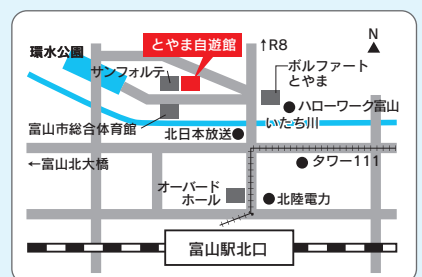 とやま自遊館
↑R8
N
環水公園
サンフォルテ
ボルファート
とやま
ハローワーク富山
いたち川
富山市総合体育館
北日本放送
←富山北大橋
タワー111
オーバード
ホール
北陸電力
富山駅北口